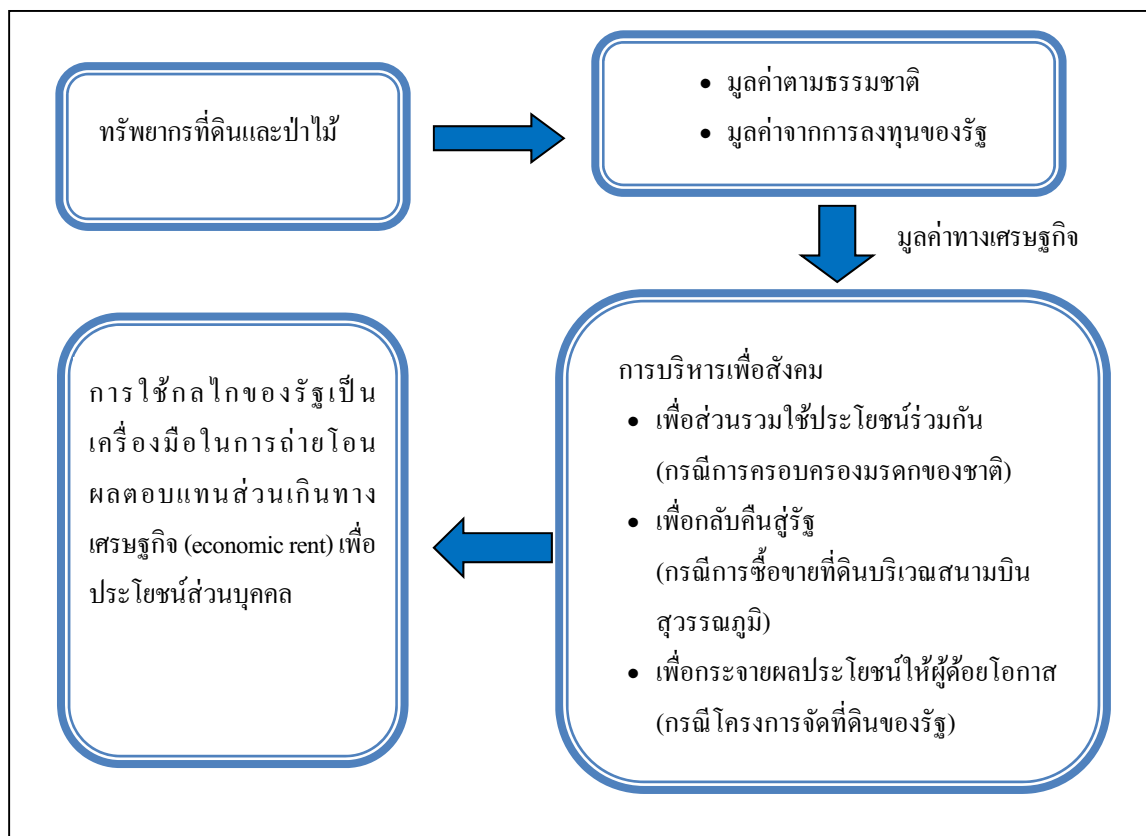 ทรัพยากรที่ดินและป่าไม้
• มูลค่าตามธรรมชาติ
• มูลค่าจากการลงทุนของรัฐ
มูลค่าทางเศรษฐกิจ
การบริหารเพื่อสังคม
• เพื่อส่วนรวมใช้ประโยชน์ร่วมกัน
(กรณีการครอบครองมรดกของชาติ)
• เพื่อกลับคืนสู่รัฐ
(กรณีการซื้อขายที่ดินบริเวณสนามบิน
สุวรรณภูมิ)
• เพื่อกระจายผลประโยชน์ให้ผู้ด้อยโอกาส
(กรณีโครงการจัดที่ดินของรัฐ)
การใช้กลไกของรัฐเป็น
เครื่องมือในการถ่ายโอน
ผลตอบแทนส่วนเกินทาง
เศรษฐกิจ (economic rent) เพื่อ
ประโยชน์ส่วนบุคคล